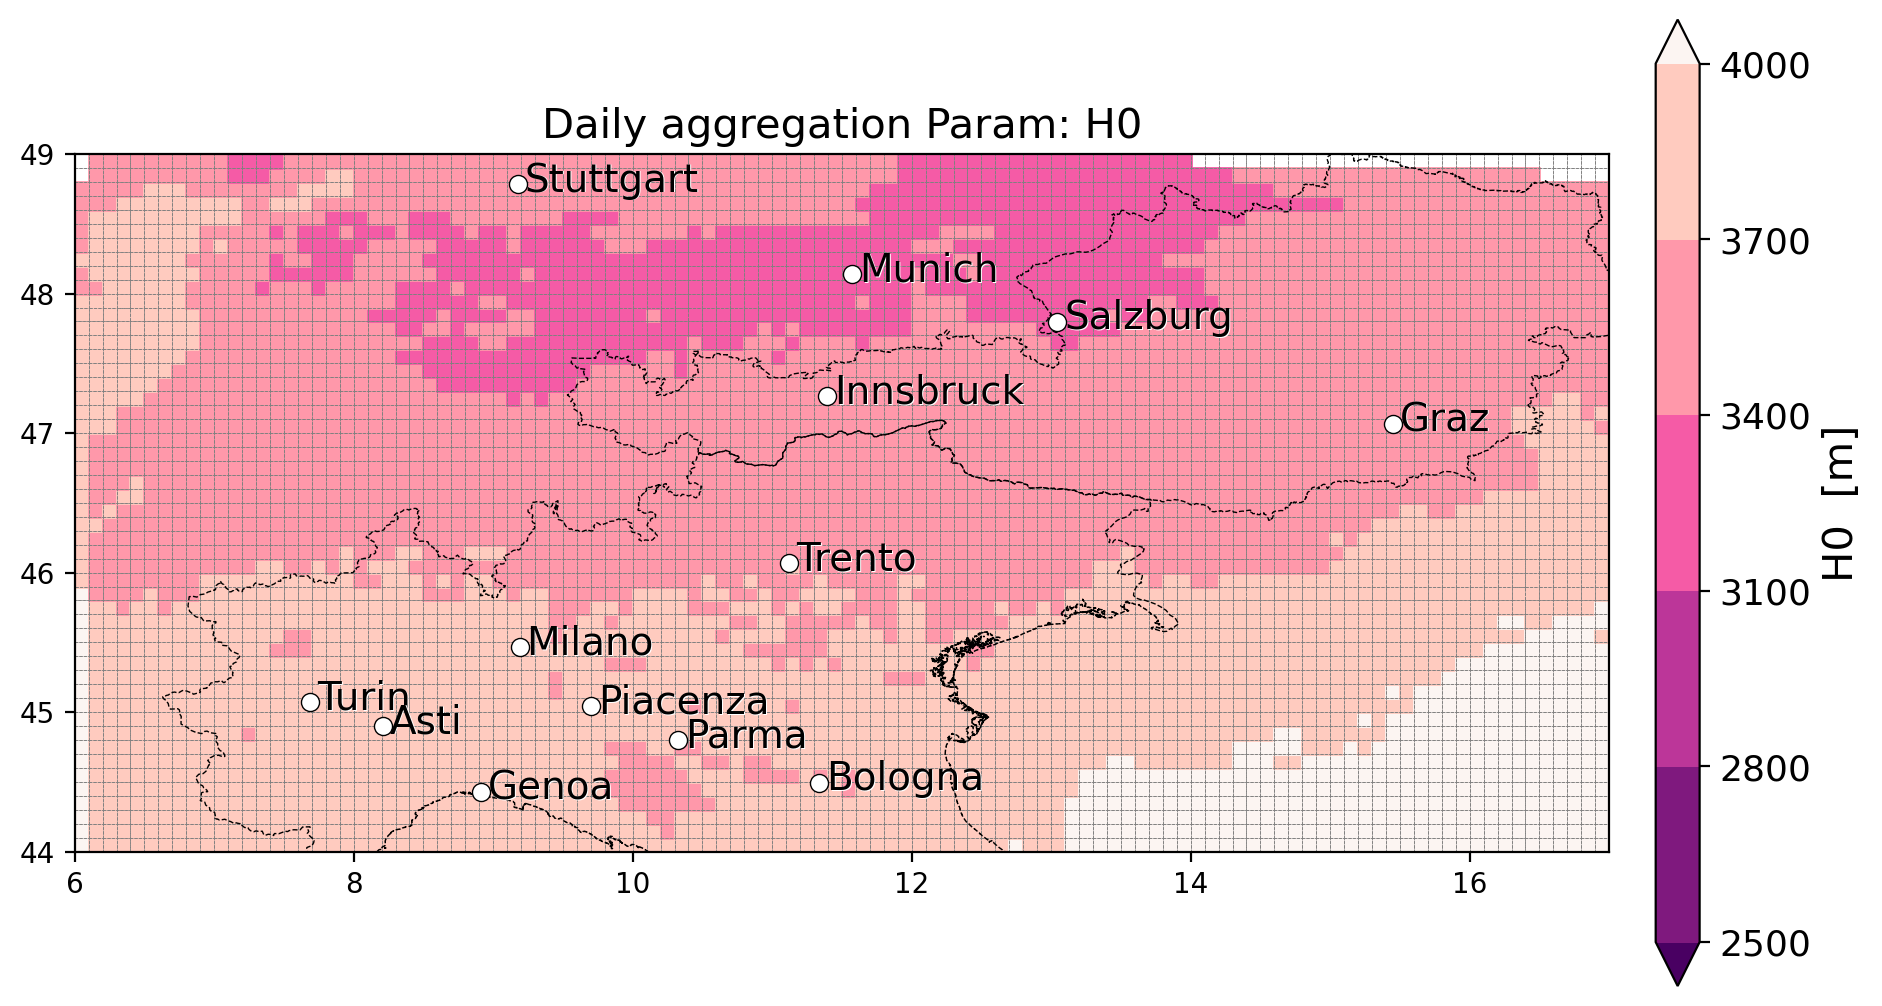 Daily aggregation Param: H0
49
48
47
46
45
44
6
8
10
12
14
16
Stuttgart
Munich
Salzburg
Innsbruck
Graz
Trento
Milano
Turin
Asti
Piacenza
Parma
Genoa
Bologna
4000
3700
3400
3100
2800
2500
H0 [m]